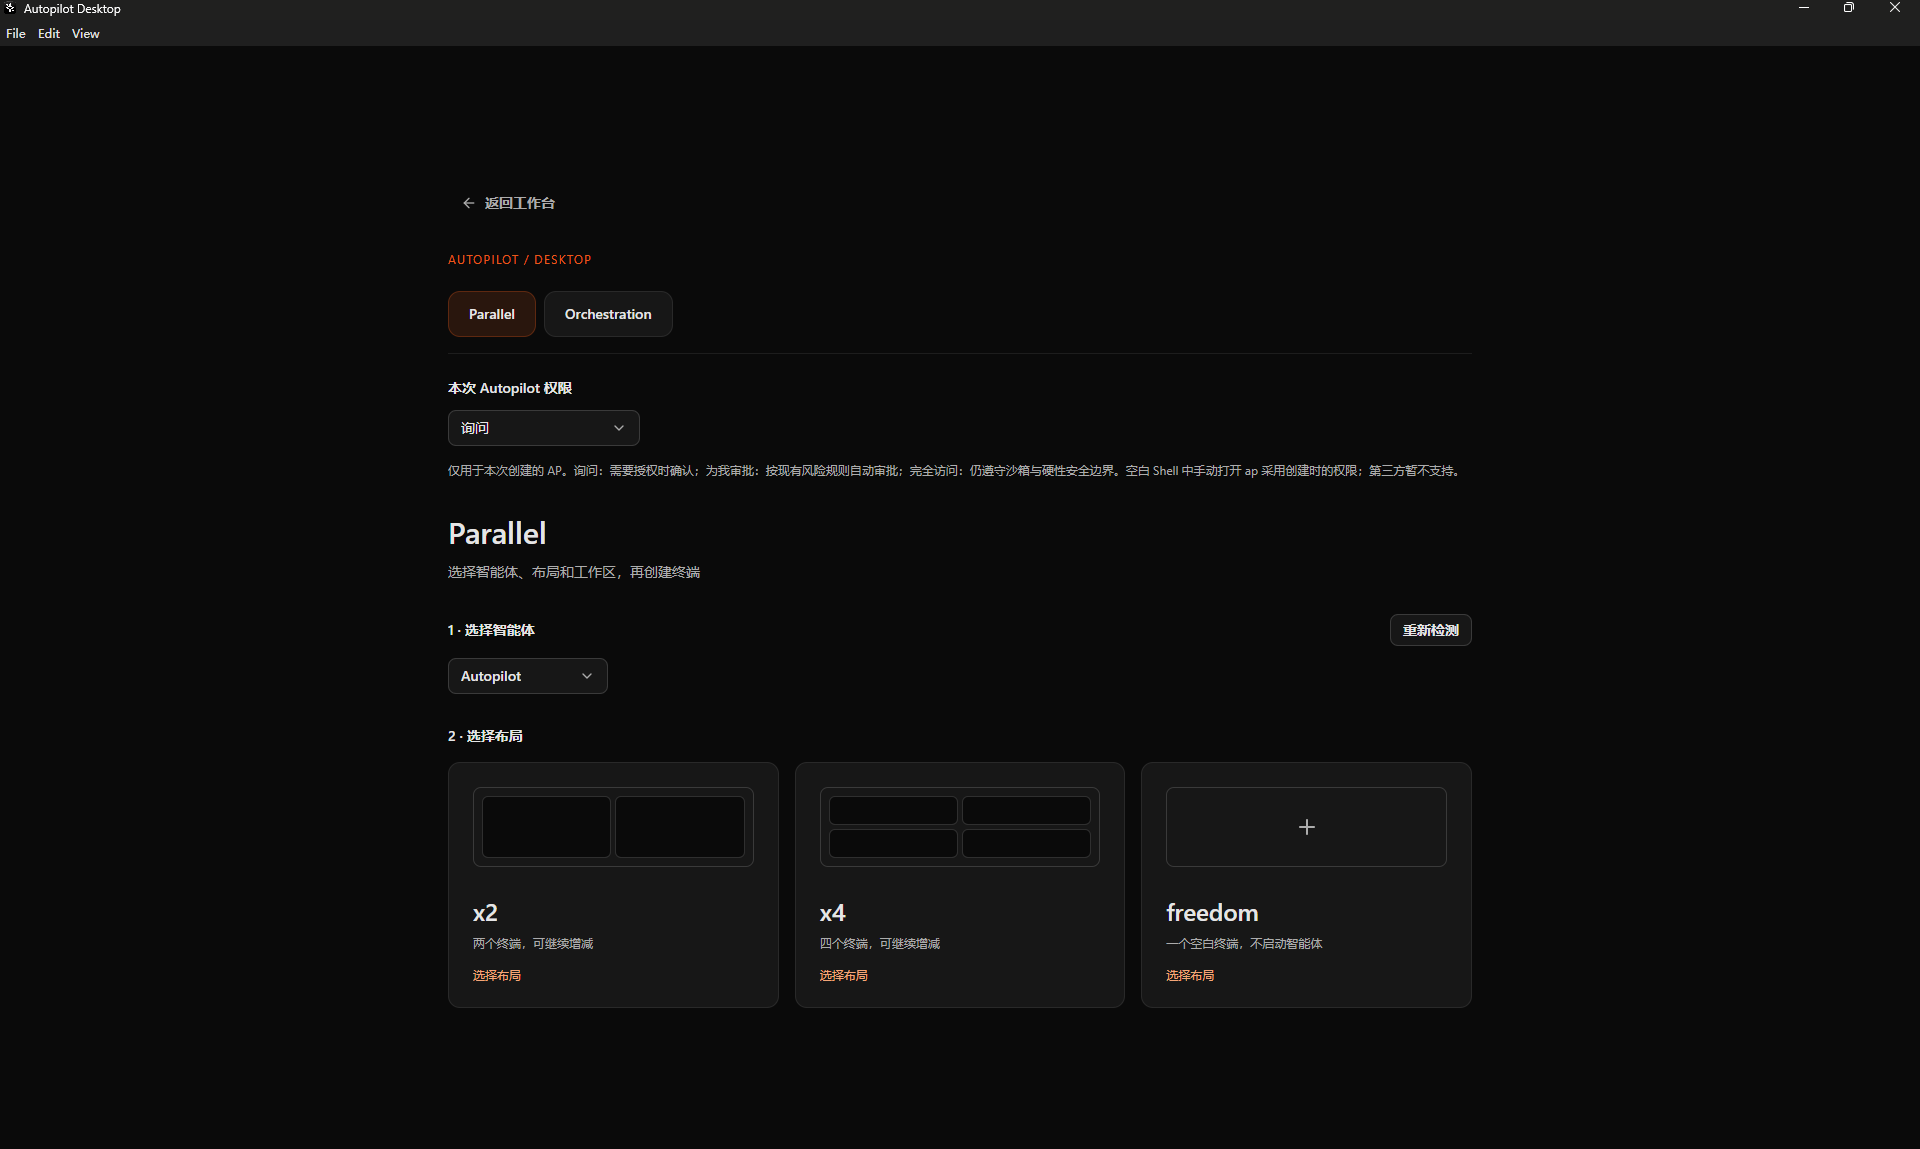 Autopilot Desktop
File Edit View
返回工作台
AUTOPILOT / DESKTOP
Parallel Orchestration
本次 Autopilot 权限
询问
仅用于本次创建的 AP。询问：需要授权时确认；为我审批：按现有风险规则自动审批；完全访问：仍遵守沙箱与硬性安全边界。空白 Shell 中手动打开 ap 采用创建时的权限；第三方暂不支持。
Parallel
选择智能体、布局和工作区，再创建终端
1 · 选择智能体 重新检测
Autopilot
2 · 选择布局
x2 x4 freedom
两个终端，可继续增减 四个终端，可继续增减 一个空白终端，不启动智能体
选择布局 选择布局 选择布局